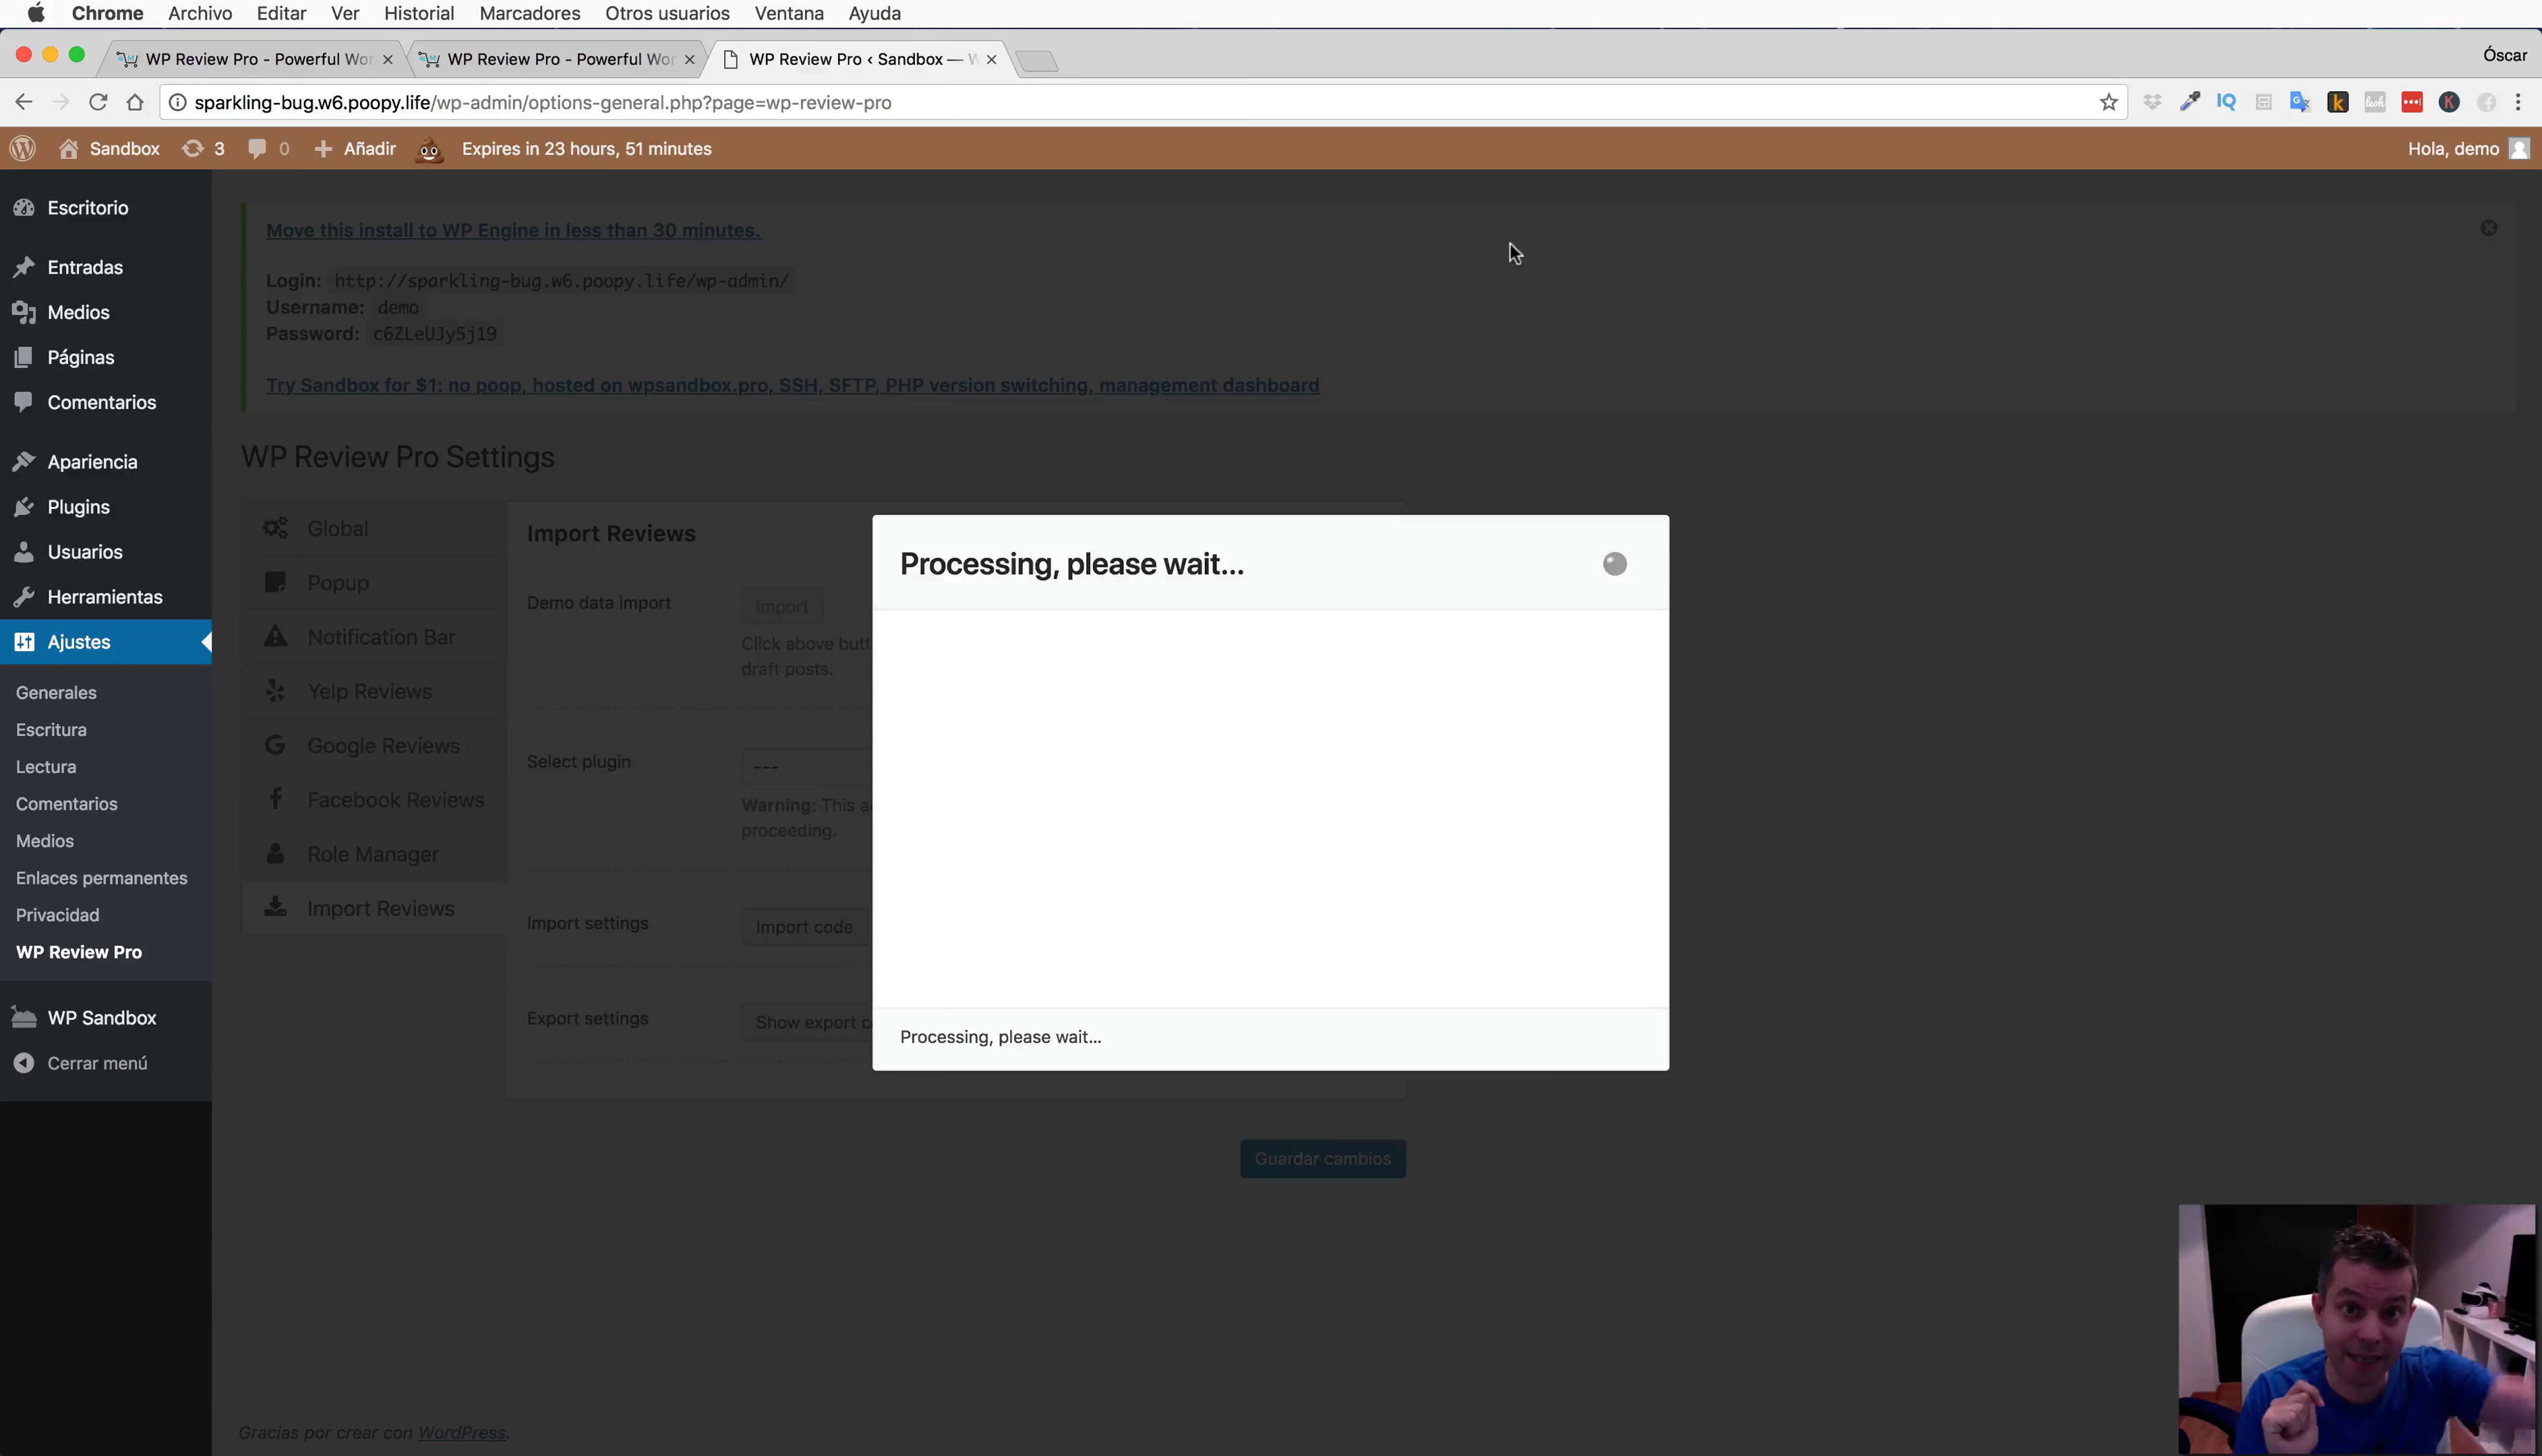 Chrome Archivo Editar Ver Historial Marcadores Otros usuarios Ventana Ayuda
WP Review Pro - Powerful Wor
WP Review Pro - Powerful Wor
WP Review Pro ‹ Sandbox —
Óscar
sparkling-bug.w6.poopy.life/wp-admin/options-general.php?page=wp-review-pro
Sandbox 3 0 Añadir Expires in 23 hours, 51 minutes
Hola, demo
Escritorio
Entradas
Medios
Páginas
Comentarios
Apariencia
Plugins
Usuarios
Herramientas
Ajustes
Generales
Escritura
Lectura
Comentarios
Medios
Enlaces permanentes
Privacidad
WP Review Pro
WP Sandbox
Cerrar menú
Move this install to WP Engine in less than 30 minutes.
Login: http://sparkling-bug.w6.poopy.life/wp-admin/
Username: demo
Password: c6ZLeUJy5j19
Try Sandbox for $1: no poop, hosted on wpsandbox.pro, SSH, SFTP, PHP version switching, management dashboard
WP Review Pro Settings
Global
Popup
Notification Bar
Yelp Reviews
Google Reviews
Facebook Reviews
Role Manager
Import Reviews
Import Reviews
Demo data import
Import
Click above butt
draft posts.
Select plugin
---
Warning: This a
proceeding.
Import settings
Import code
Export settings
Show export c
Processing, please wait...
Processing, please wait...
Guardar cambios
Gracias por crear con WordPress.